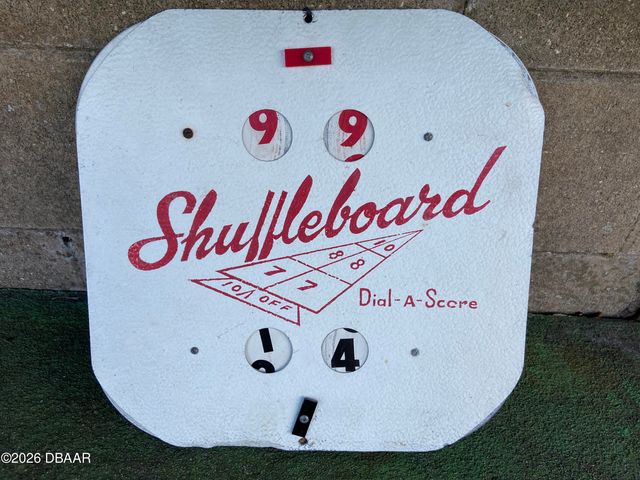 9 9
Shuffleboard
10
8 8
7 7
10 OFF
Dial-A-Score
4
©2026 DBAAR